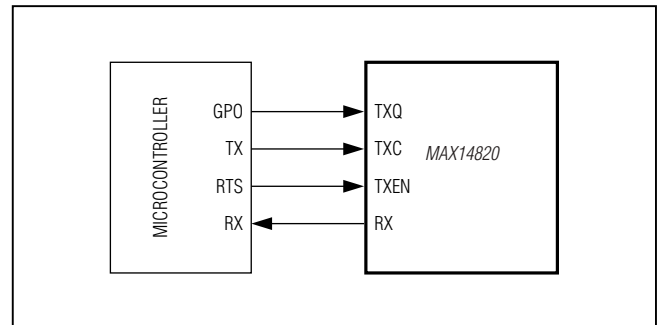 MICROCONTROLLER
GPO
TX
RTS
RX
TXQ
TXC
TXEN
RX
MAX14820